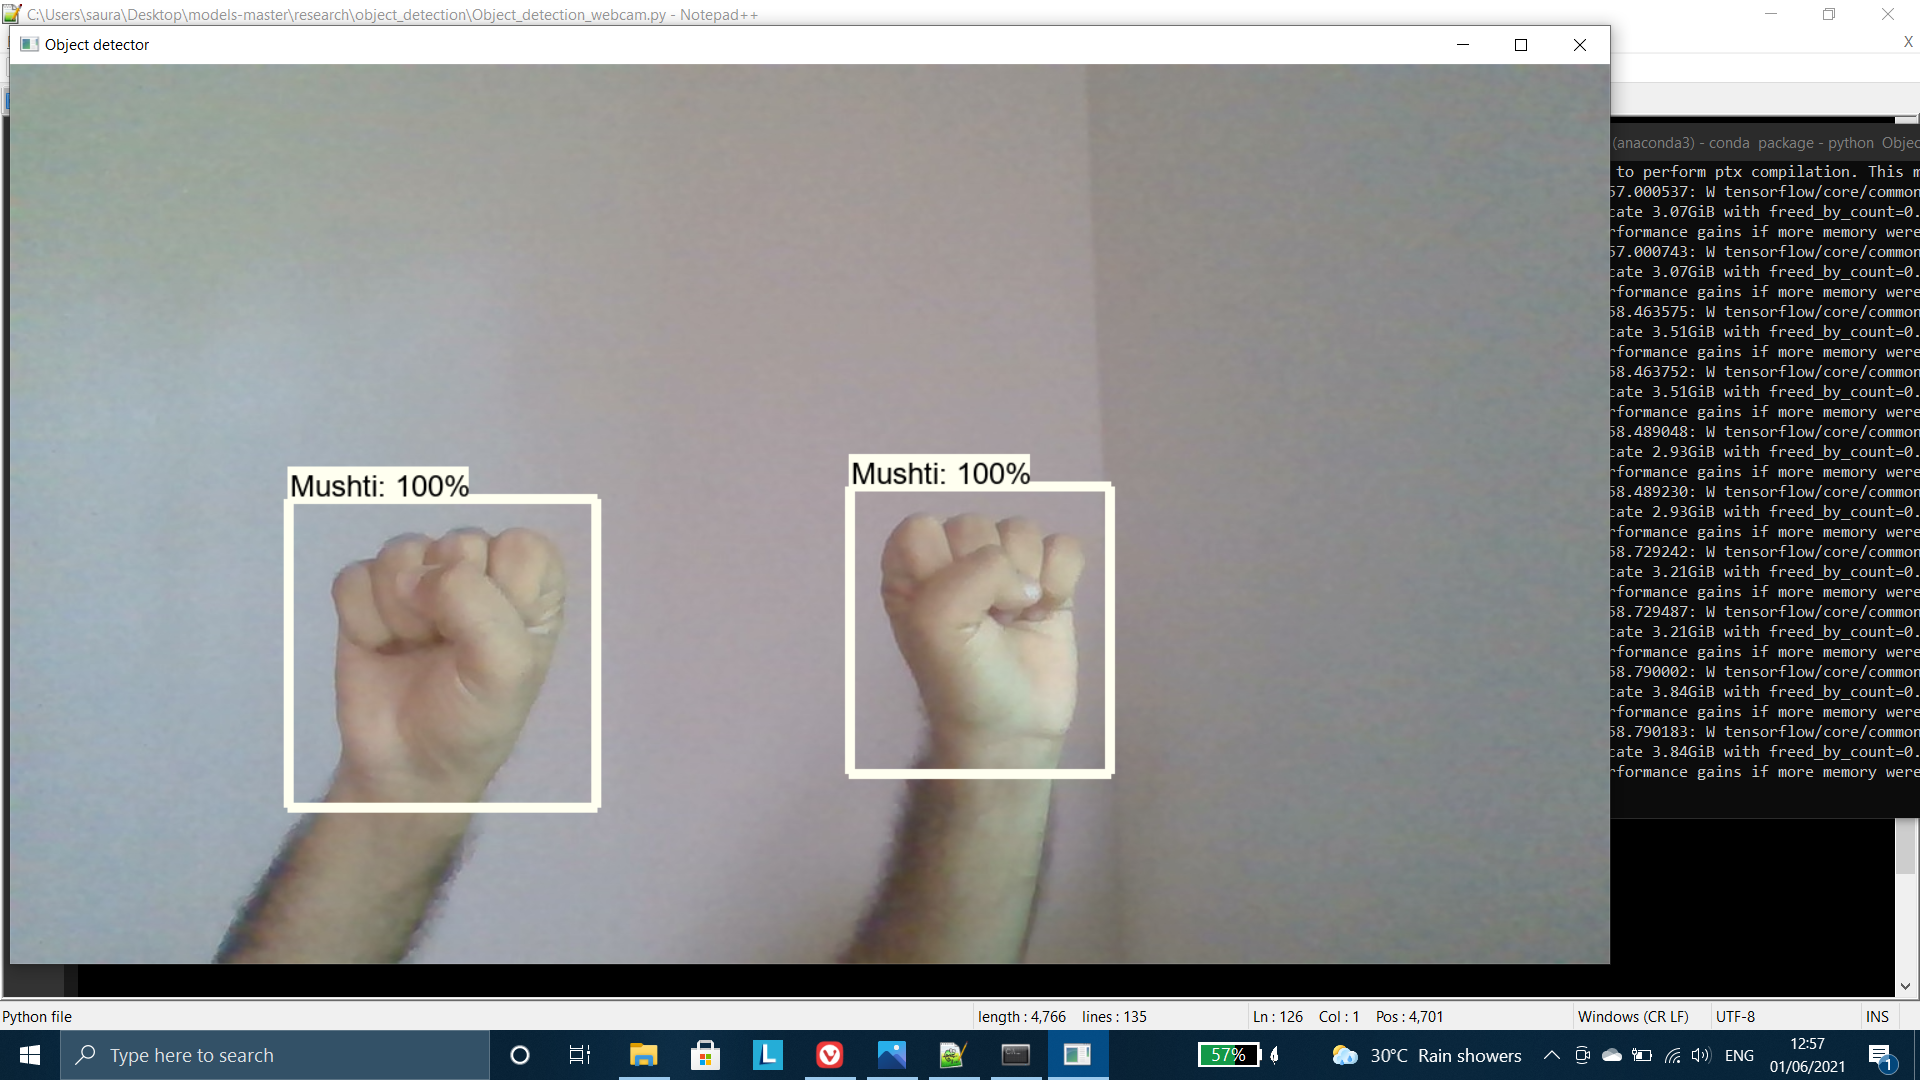 C:\Users\saura\Desktop\models-master\research\object_detection\Object_detection_webcam.py - Notepad++
Object detector
X
(anaconda3) - conda package - python Objec
to perform ptx compilation. This m
57.000537: W tensorflow/core/common
cate 3.07GiB with freed_by_count=0.
rformance gains if more memory were
57.000743: W tensorflow/core/common
cate 3.07GiB with freed_by_count=0.
rformance gains if more memory were
58.463575: W tensorflow/core/common
cate 3.51GiB with freed_by_count=0.
rformance gains if more memory were
58.463752: W tensorflow/core/common
cate 3.51GiB with freed_by_count=0.
rformance gains if more memory were
58.489048: W tensorflow/core/common
cate 2.93GiB with freed_by_count=0.
rformance gains if more memory were
58.489230: W tensorflow/core/common
cate 2.93GiB with freed_by_count=0.
rformance gains if more memory were
58.729242: W tensorflow/core/common
cate 3.21GiB with freed_by_count=0.
rformance gains if more memory were
58.729487: W tensorflow/core/common
cate 3.21GiB with freed_by_count=0.
rformance gains if more memory were
58.790002: W tensorflow/core/common
cate 3.84GiB with freed_by_count=0.
rformance gains if more memory were
58.790183: W tensorflow/core/common
cate 3.84GiB with freed_by_count=0.
rformance gains if more memory were
Mushti: 100%
Mushti: 100%
Python file length : 4,766 lines : 135 Ln : 126 Col : 1 Pos : 4,701 Windows (CR LF) UTF-8 INS
Type here to search 57% 30°C Rain showers ENG 12:57
01/06/2021 1